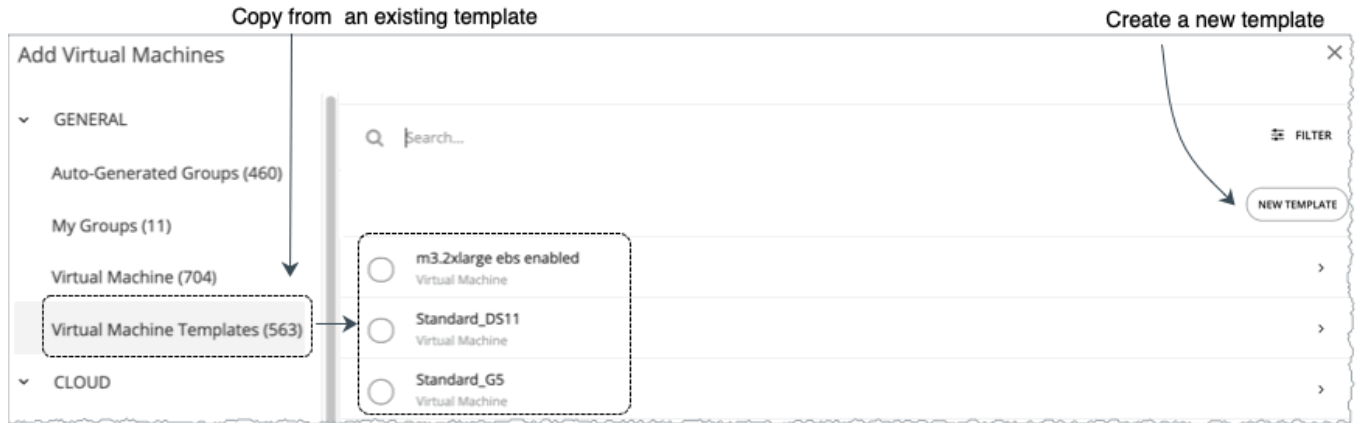 Copy from an existing template
Create a new template
Add Virtual Machines
GENERAL
Search...
FILTER
Auto-Generated Groups (460)
NEW TEMPLATE
My Groups (11)
m3.2xlarge ebs enabled
Virtual Machine
Virtual Machine (704)
Standard_DS11
Virtual Machine
Virtual Machine Templates (563)
Standard_G5
Virtual Machine
CLOUD